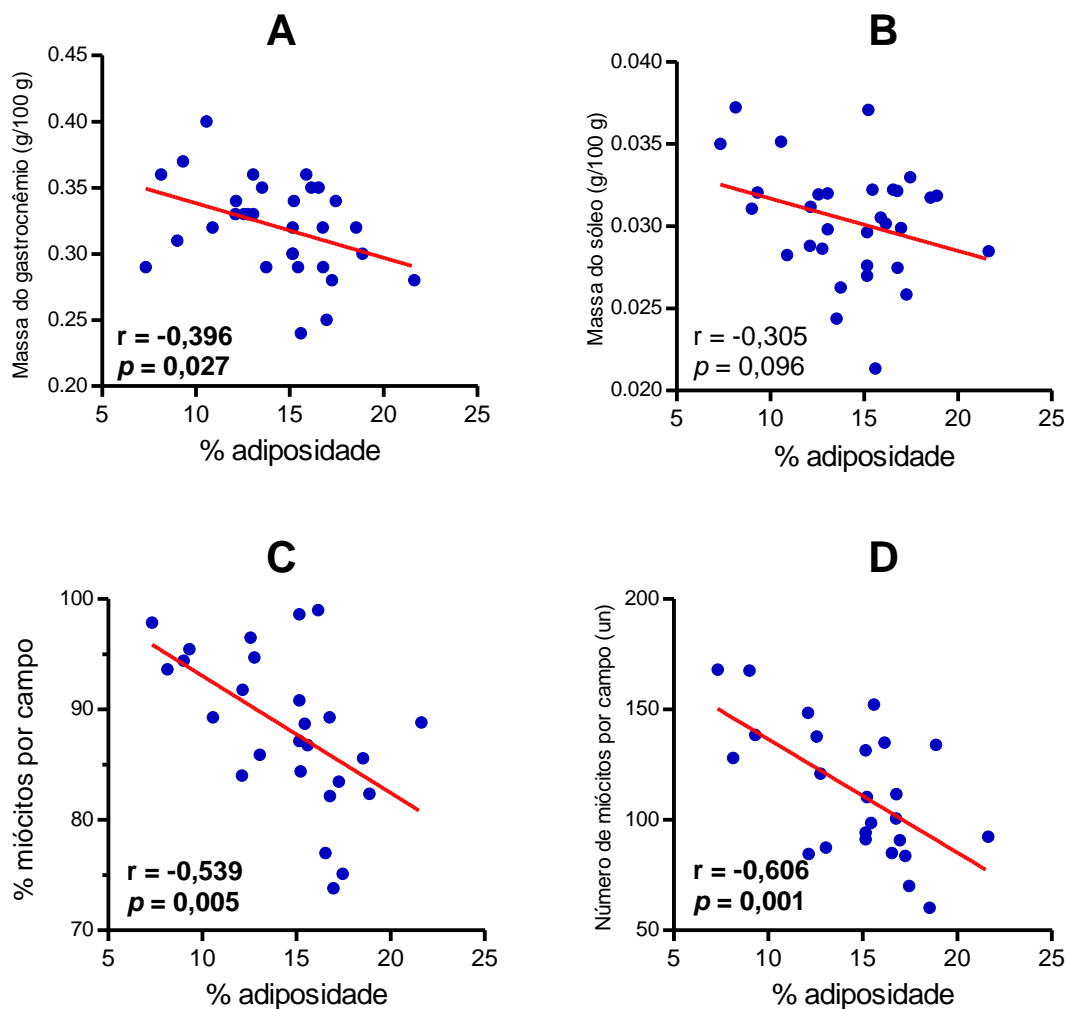 A
Massa do gastrocnêmio (g/100 g)
0.45
0.40
0.35
0.30
0.25
0.20
r = -0,396
p = 0,027
5 10 15 20 25
% adiposidade
B
Massa do sóleo (g/100 g)
0.040
0.035
0.030
0.025
0.020
r = -0,305
p = 0,096
5 10 15 20 25
% adiposidade
C
% miócitos por campo
100
90
80
70
r = -0,539
p = 0,005
5 10 15 20 25
% adiposidade
D
Número de miócitos por campo (un)
200
150
100
50
r = -0,606
p = 0,001
5 10 15 20 25
% adiposidade